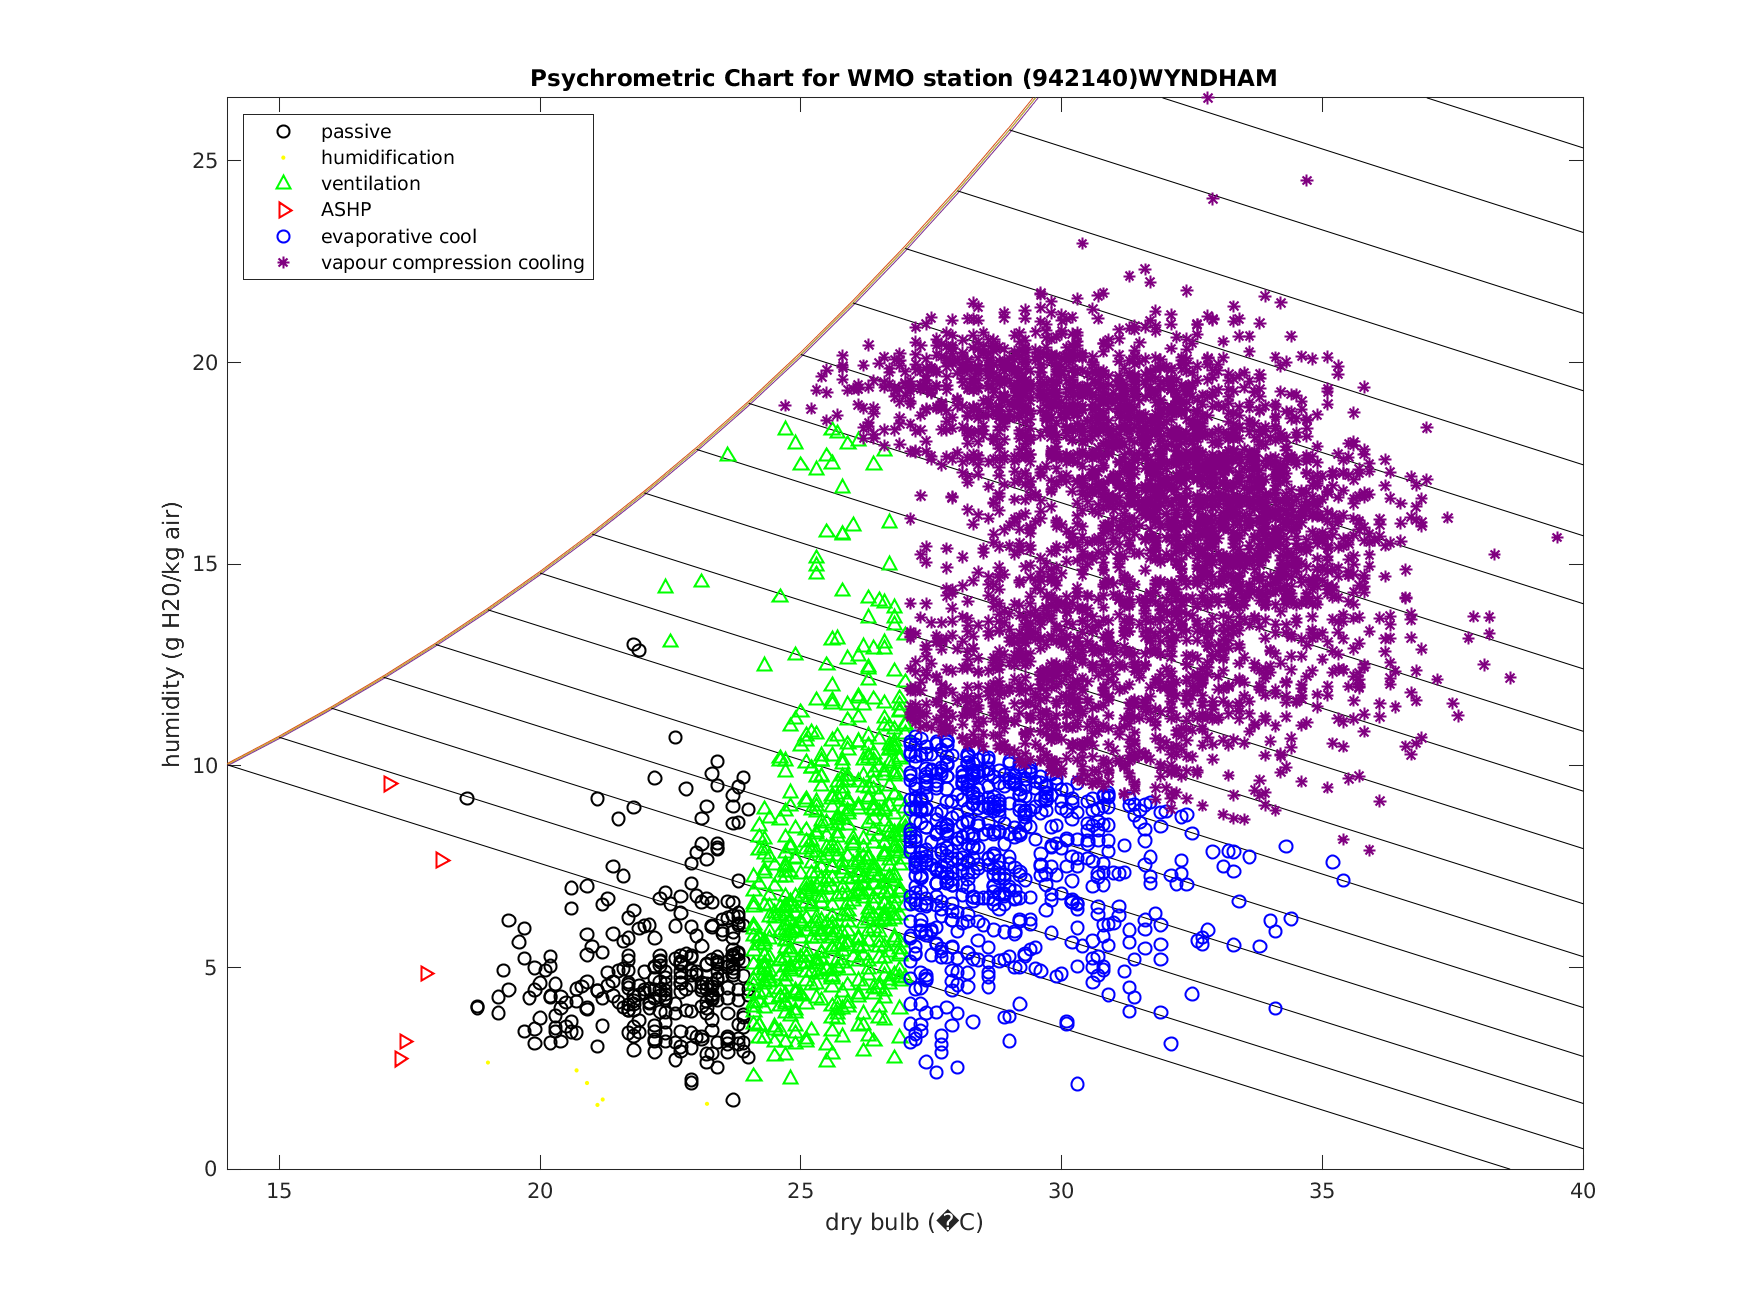 Psychrometric Chart for WMO station (942140)WYNDHAM
passive
humidification
ventilation
ASHP
evaporative cool
vapour compression cooling
humidity (g H20/kg air)
25
20
15
10
5
0
15 20 25 30 35 40
dry bulb (�C)